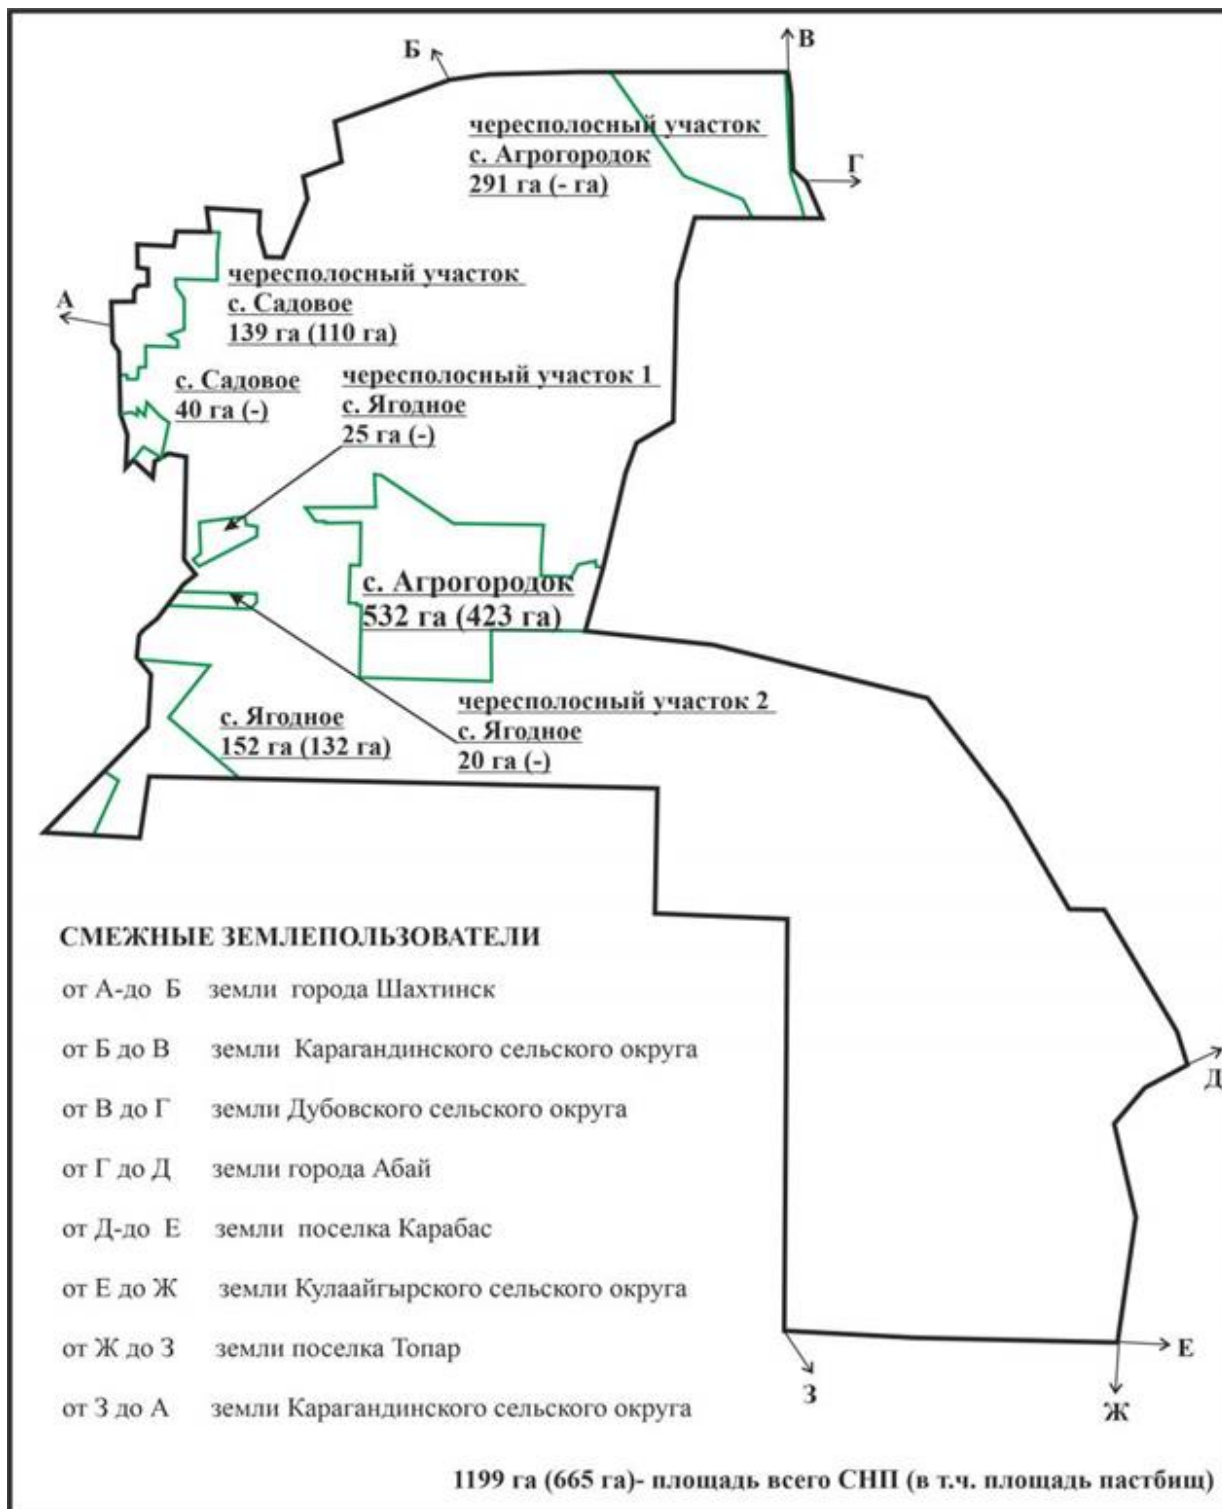 Б
В
чересполосный участок
с. Агрогородок
291 га (- га)
Г
чересполосный участок
с. Садовое
139 га (110 га)
А
с. Садовое
40 га (-)
чересполосный участок 1
с. Ягодное
25 га (-)
с. Агрогородок
532 га (423 га)
чересполосный участок 2
с. Ягодное
20 га (-)
с. Ягодное
152 га (132 га)
СМЕЖНЫЕ ЗЕМЛЕПОЛЬЗОВАТЕЛИ
от А-до Б земли города Шахтинск
от Б до В земли Карагандинского сельского округа
от В до Г земли Дубовского сельского округа
от Г до Д земли города Абай
от Д-до Е земли поселка Карабас
от Е до Ж земли Кулаайгырского сельского округа
от Ж до З земли поселка Топар
от З до А земли Карагандинского сельского округа
Д
Е
З
Ж
1199 га (665 га)- площадь всего СНП (в т.ч. площадь пастбищ)